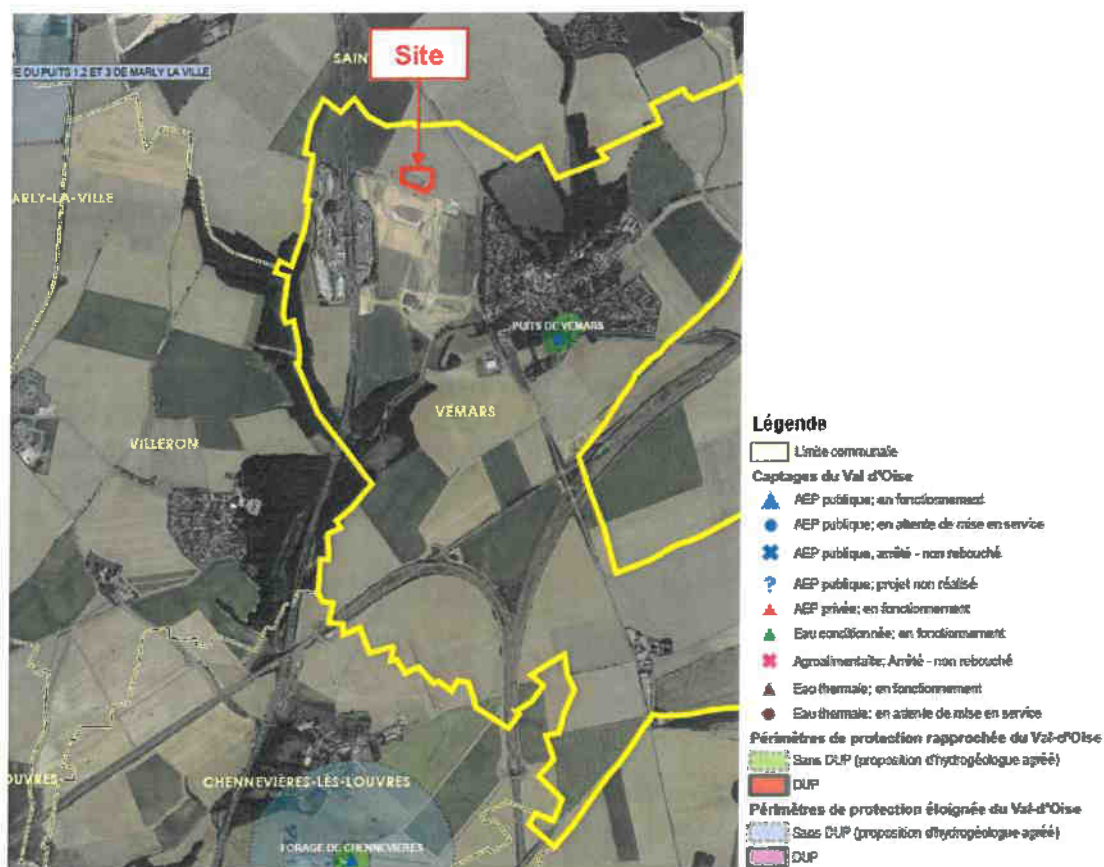 Site
SAIN
E DU PUITS 1,2 ET 3 DE MARLY LA VILLE
ARLY-LA-VILLE
PUITS DE VEMARS
VÉMARS
VILLERON
OUVRES
CHENNEVIÈRES-LÈS-LOUVRES
FORAGE DE CHENNEVIERES
Légende
Limite communale
Captages du Val d'Oise
AEP publique; en fonctionnement
AEP publique; en attente de mise en service
AEP publique, arrêté - non rebouché
AEP publique; projet non réalisé
AEP privée; en fonctionnement
Eau conditionnée; en fonctionnement
Agroalimentaite; Arrêté - non rebouché
Eau thermale; en fonctionnement
Eau thermale; en attente de mise en service
Périmètres de protection rapprochée du Val-d'Oise
Sans DUP (proposition d'hydrogéologue agréé)
DUP
Périmètres de protection éloignée du Val-d'Oise
Sans DUP (proposition d'hydrogéologue agréé)
DUP